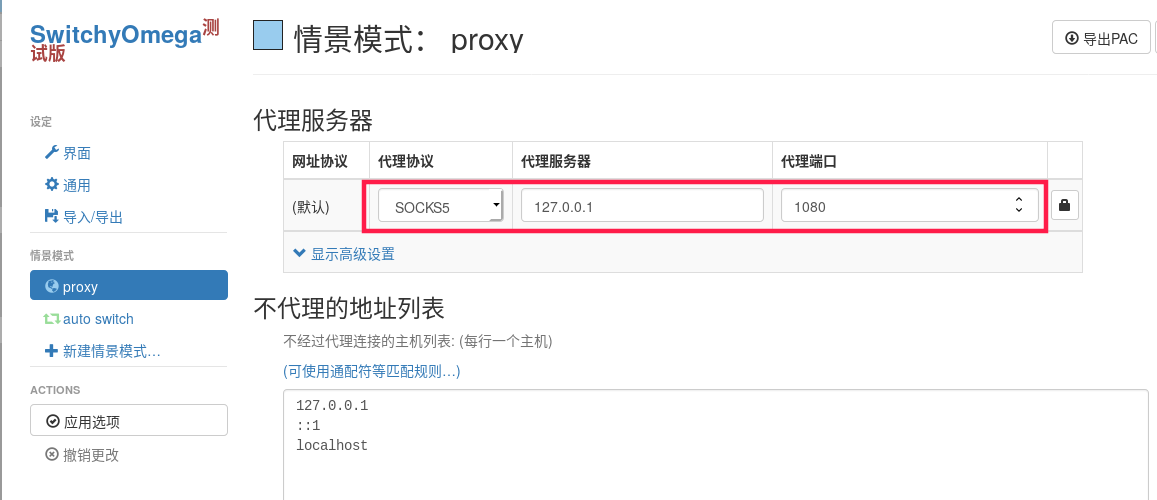 SwitchyOmega测
试版
情景模式： proxy
导出PAC
设定
界面
通用
导入/导出
情景模式
proxy
auto switch
新建情景模式…
ACTIONS
应用选项
撤销更改
代理服务器
网址协议 代理协议 代理服务器 代理端口
(默认) SOCKS5 127.0.0.1 1080
显示高级设置
不代理的地址列表
不经过代理连接的主机列表: (每行一个主机)
(可使用通配符等匹配规则…)
127.0.0.1
::1
localhost